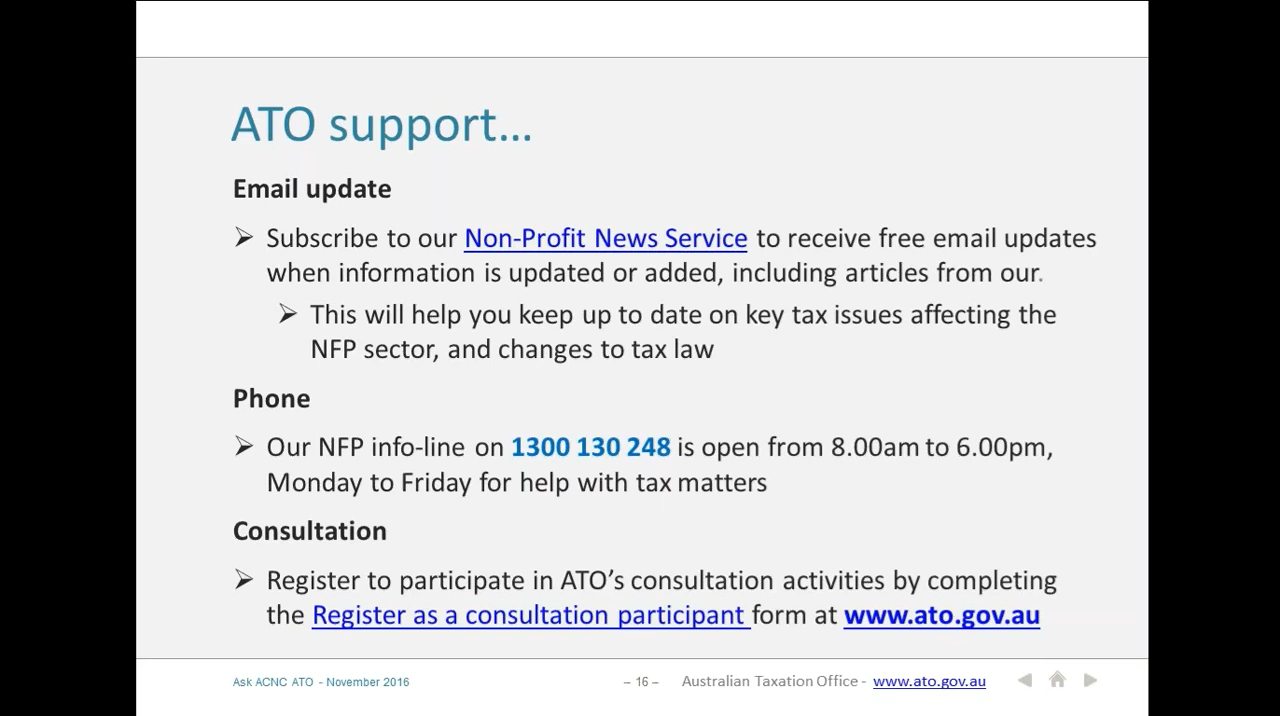 ATO support...
Email update
Subscribe to our Non-Profit News Service to receive free email updates
when information is updated or added, including articles from our.
This will help you keep up to date on key tax issues affecting the
NFP sector, and changes to tax law
Phone
Our NFP info-line on 1300 130 248 is open from 8.00am to 6.00pm,
Monday to Friday for help with tax matters
Consultation
Register to participate in ATO’s consultation activities by completing
the Register as a consultation participant form at www.ato.gov.au
Ask ACNC ATO - November 2016 – 16 – Australian Taxation Office - www.ato.gov.au